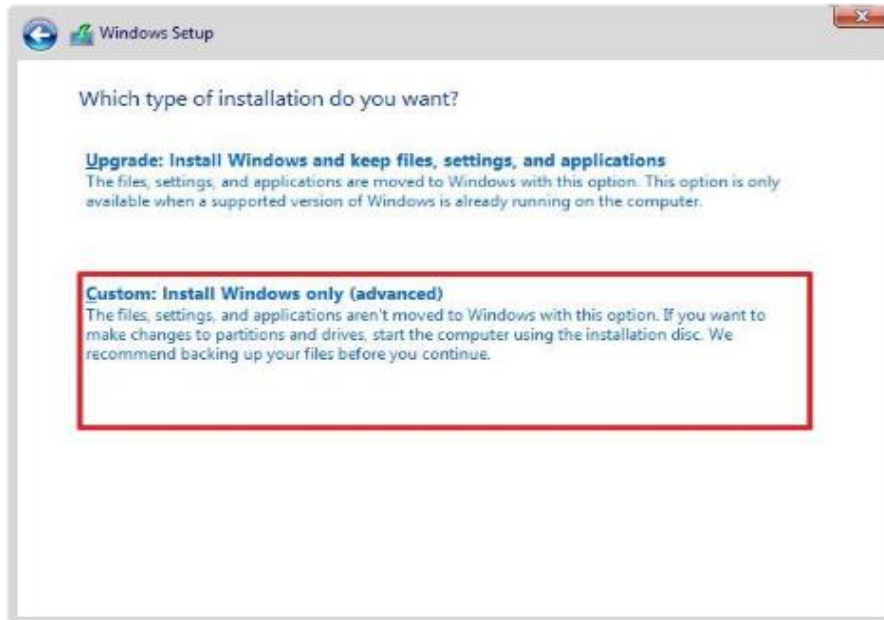 Windows Setup
Which type of installation do you want?
Upgrade: Install Windows and keep files, settings, and applications
The files, settings, and applications are moved to Windows with this option. This option is only
available when a supported version of Windows is already running on the computer.
Custom: Install Windows only (advanced)
The files, settings, and applications aren't moved to Windows with this option. If you want to
make changes to partitions and drives, start the computer using the installation disc. We
recommend backing up your files before you continue.